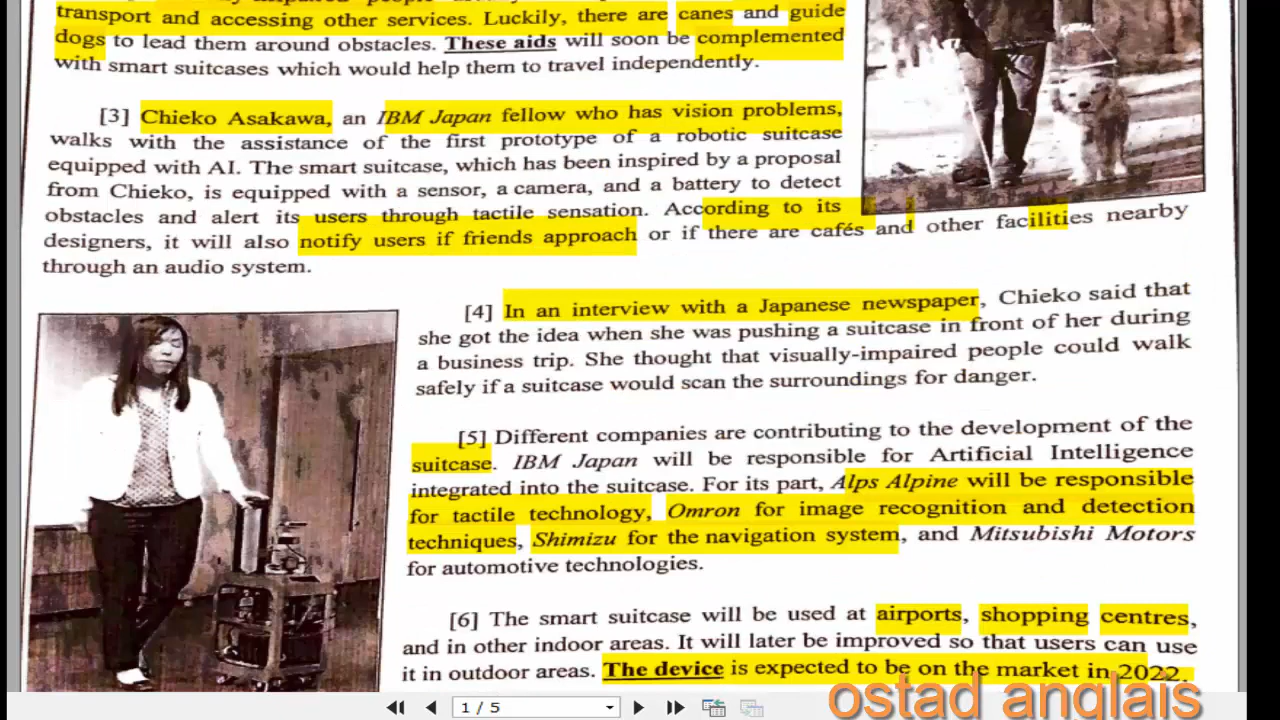 transport and accessing other services. Luckily, there are canes and guide
dogs to lead them around obstacles. These aids will soon be complemented
with smart suitcases which would help them to travel independently.
[3] Chieko Asakawa, an IBM Japan fellow who has vision problems,
walks with the assistance of the first prototype of a robotic suitcase
equipped with AI. The smart suitcase, which has been inspired by a proposal
from Chieko, is equipped with a sensor, a camera, and a battery to detect
obstacles and alert its users through tactile sensation. According to its
designers, it will also notify users if friends approach or if there are cafés and other facilities nearby
through an audio system.
[4] In an interview with a Japanese newspaper, Chieko said that
she got the idea when she was pushing a suitcase in front of her during
a business trip. She thought that visually-impaired people could walk
safely if a suitcase would scan the surroundings for danger.
[5] Different companies are contributing to the development of the
suitcase. IBM Japan will be responsible for Artificial Intelligence
integrated into the suitcase. For its part, Alps Alpine will be responsible
for tactile technology, Omron for image recognition and detection
techniques, Shimizu for the navigation system, and Mitsubishi Motors
for automotive technologies.
[6] The smart suitcase will be used at airports, shopping centres,
and in other indoor areas. It will later be improved so that users can use
it in outdoor areas. The device is expected to be on the market in 2022.
ostad anglais
1 / 5